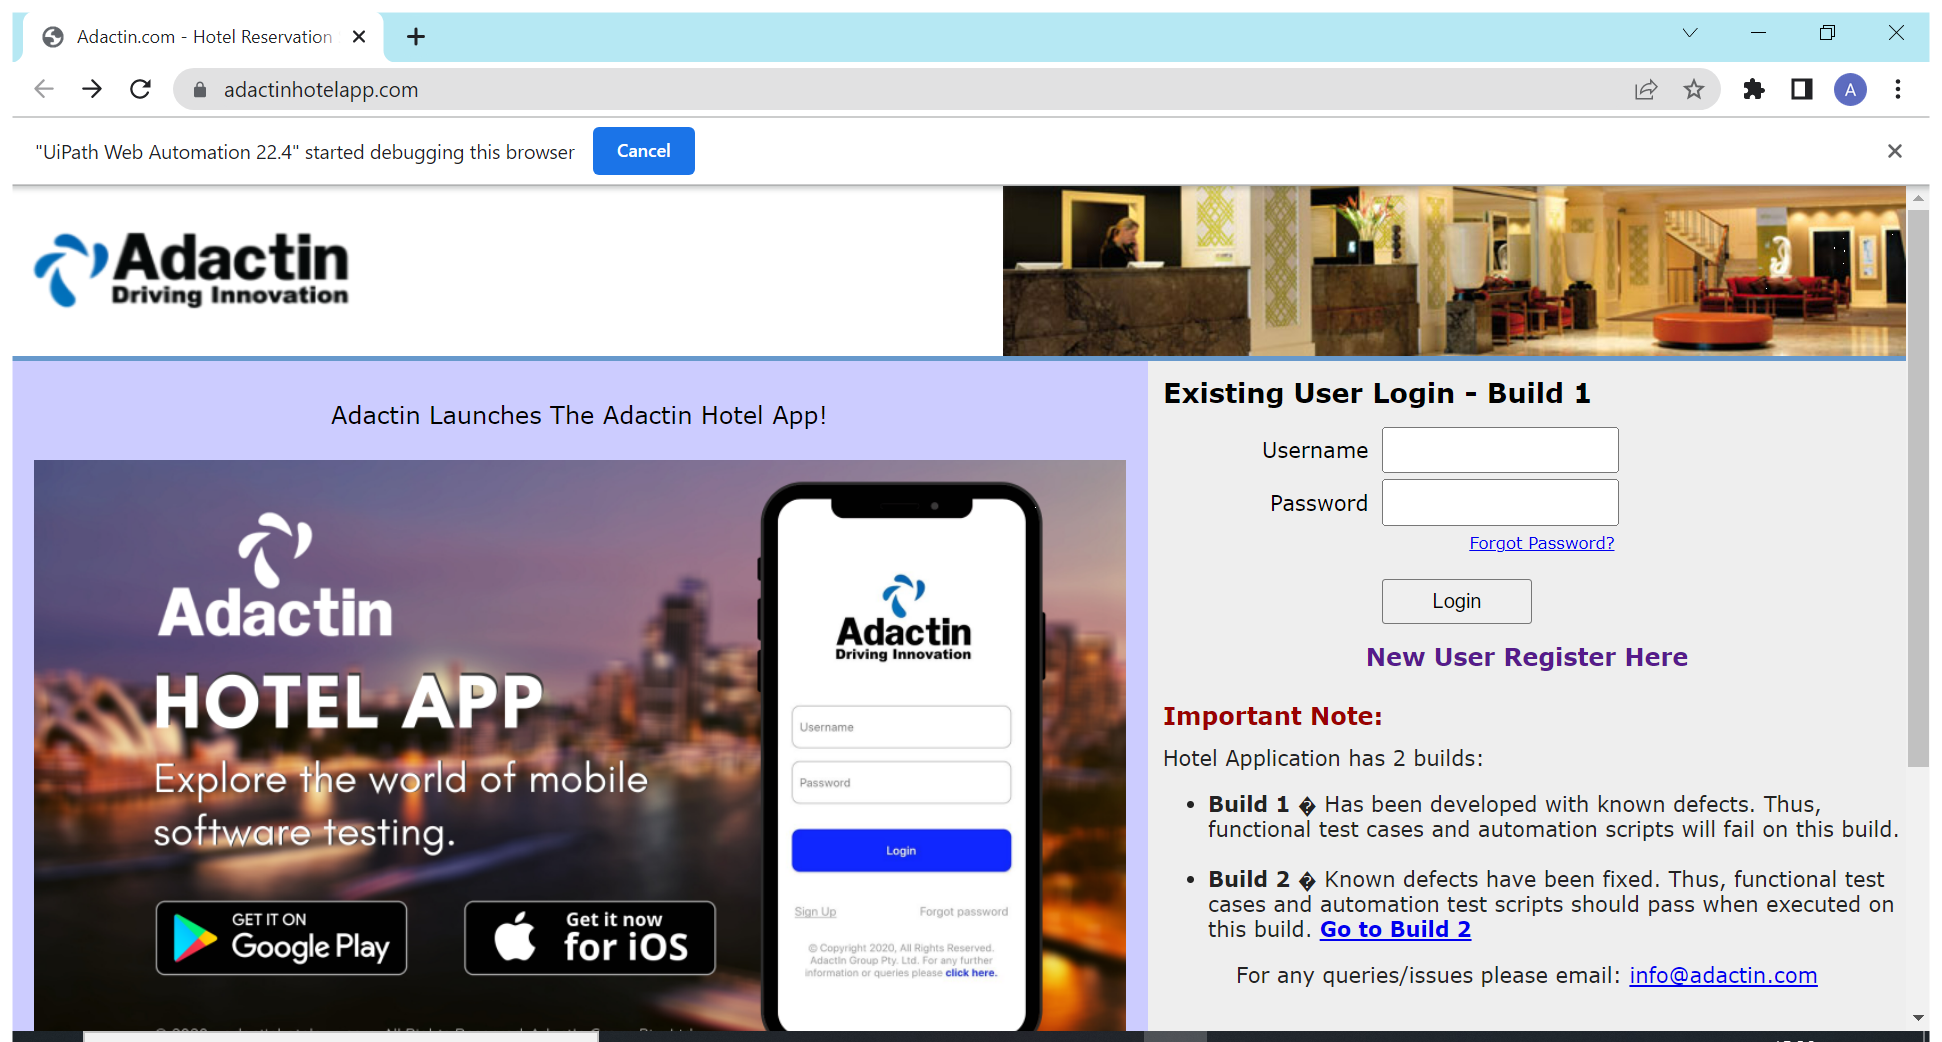 Adactin.com - Hotel Reservation
adactinhotelapp.com
A
"UiPath Web Automation 22.4" started debugging this browser
Cancel
Adactin
Driving Innovation
Adactin Launches The Adactin Hotel App!
Adactin
HOTEL APP
Explore the world of mobile
software testing.
GET IT ON
Google Play
Get it now
for iOS
Adactin
Driving Innovation
Username
Password
Login
Sign Up
Forgot password
© Copyright 2020, All Rights Reserved.
Adactin Group Pty. Ltd. For any further
information or queries please click here.
Existing User Login - Build 1
Username
Password
Forgot Password?
Login
New User Register Here
Important Note:
Hotel Application has 2 builds:
• Build 1 � Has been developed with known defects. Thus,
functional test cases and automation scripts will fail on this build.
• Build 2 � Known defects have been fixed. Thus, functional test
cases and automation test scripts should pass when executed on
this build. Go to Build 2
For any queries/issues please email: info@adactin.com